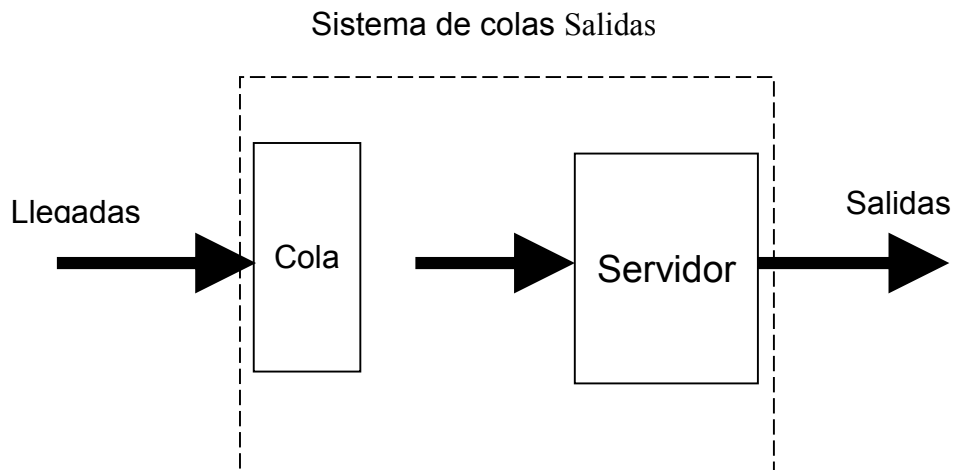 Sistema de colas Salidas
Llegadas
Cola
Servidor
Salidas